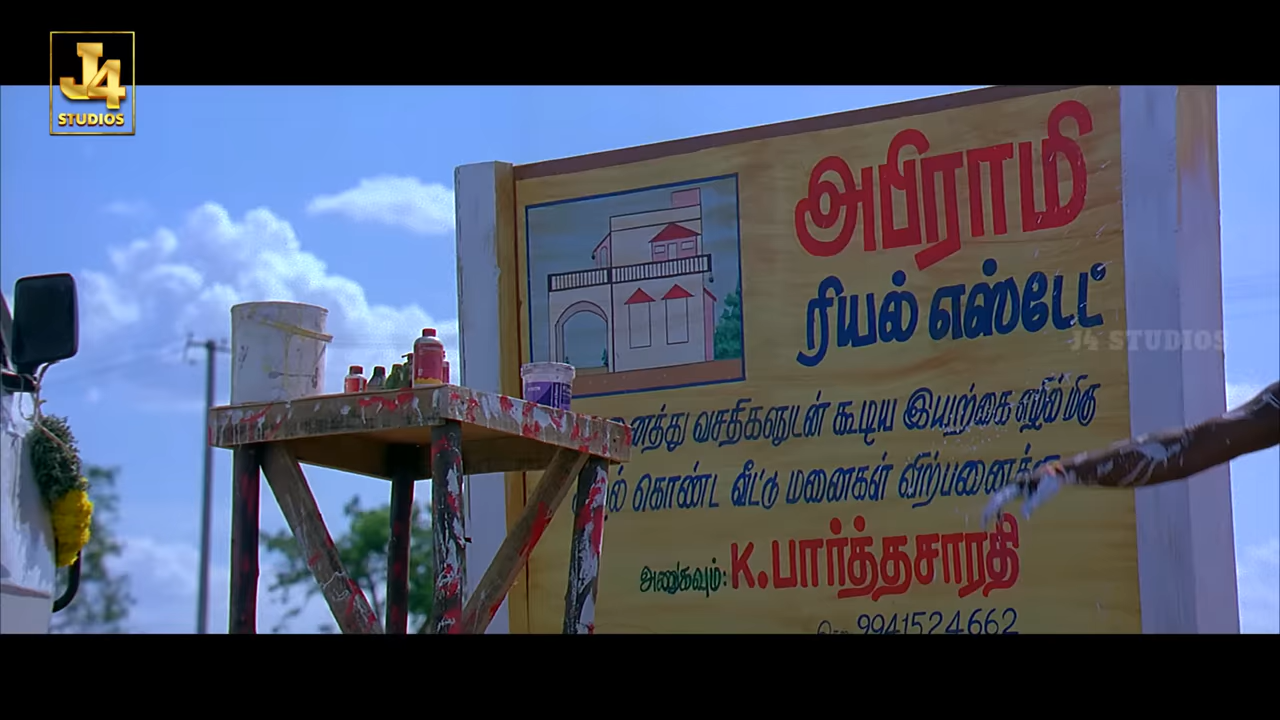 J4
STUDIOS
அபிராமி
ரியல் எஸ்டேட்
J4 STUDIOS
வசதிகளுடன் கூடிய இயற்கை எழில்மிகு
கொண்ட வீட்டு மனைகள்
அணுகவும்: K.பார்த்தசாரதி
9941524662